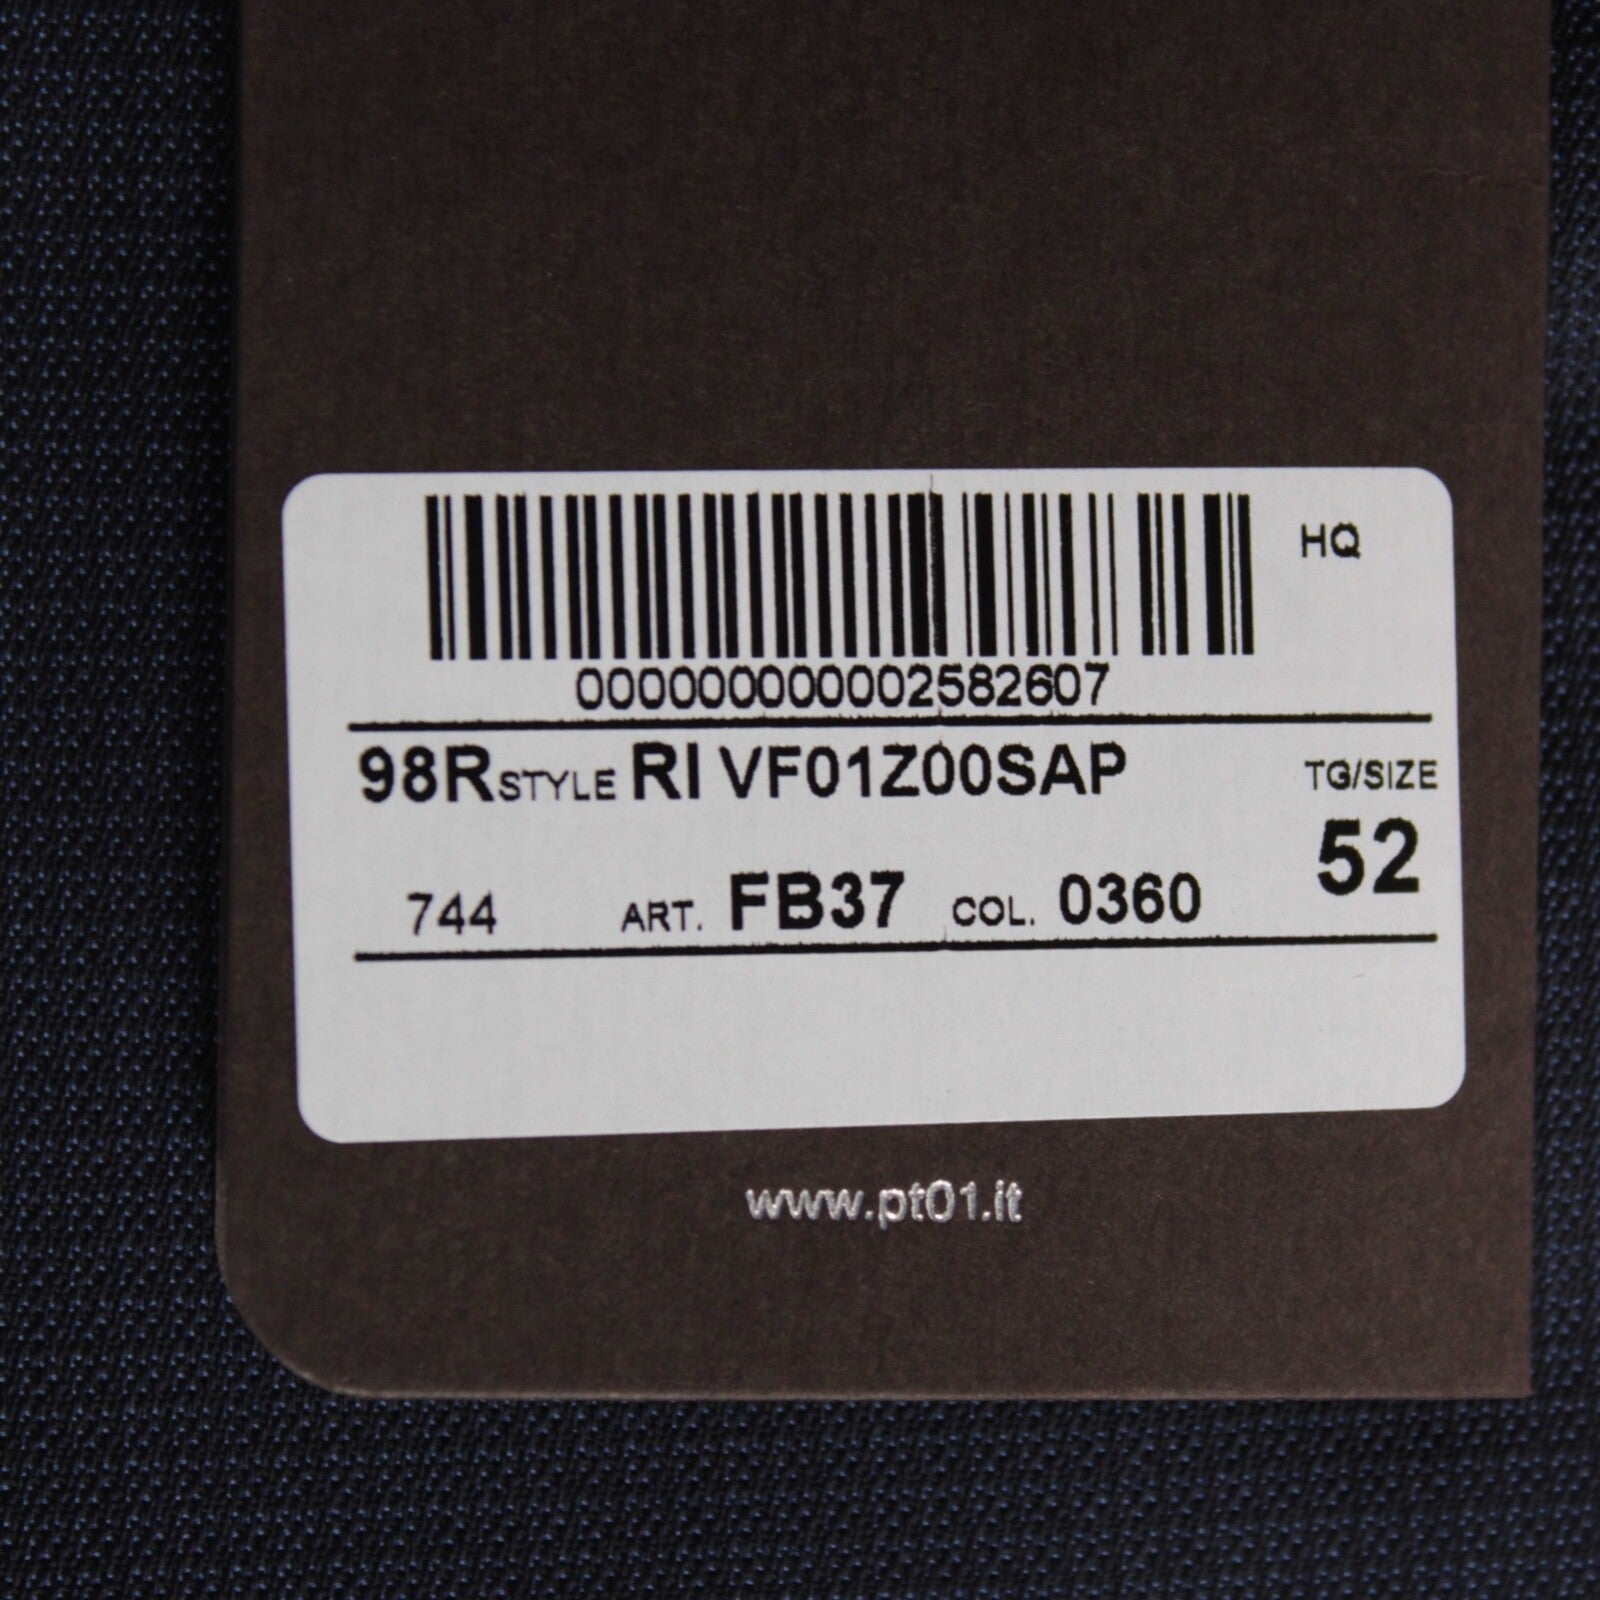 HQ
000000000002582607
98R STYLE RI VF01Z00SAP TG/SIZE
52
744 ART. FB37 COL. 0360
www.pt01.it